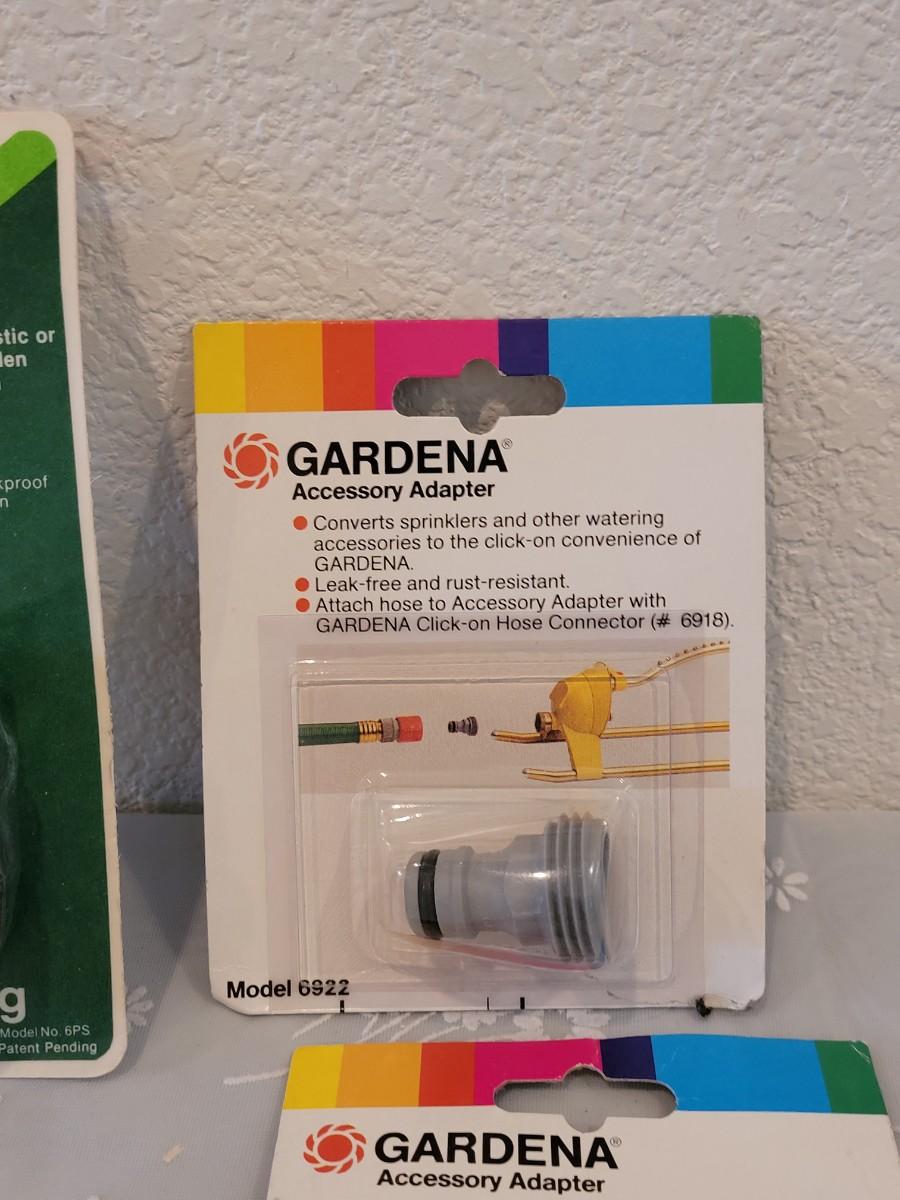 stic or
kproof
g
Model No. 6PS
Patent Pending
GARDENA®
Accessory Adapter
Converts sprinklers and other watering
accessories to the click-on convenience of
GARDENA.
Leak-free and rust-resistant.
Attach hose to Accessory Adapter with
GARDENA Click-on Hose Connector (# 6918).
Model 6922
GARDENA®
Accessory Adapter